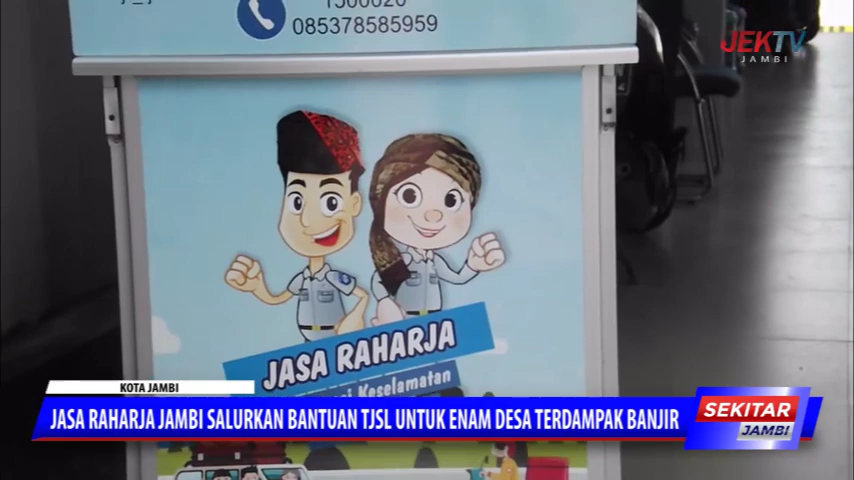 085378585959
JEKTV
JAMBI
JASA RAHARJA
Keselamatan
KOTA JAMBI
JASA RAHARJA JAMBI SALURKAN BANTUAN TJSL UNTUK ENAM DESA TERDAMPAK BANJIR
SEKITAR
JAMBI